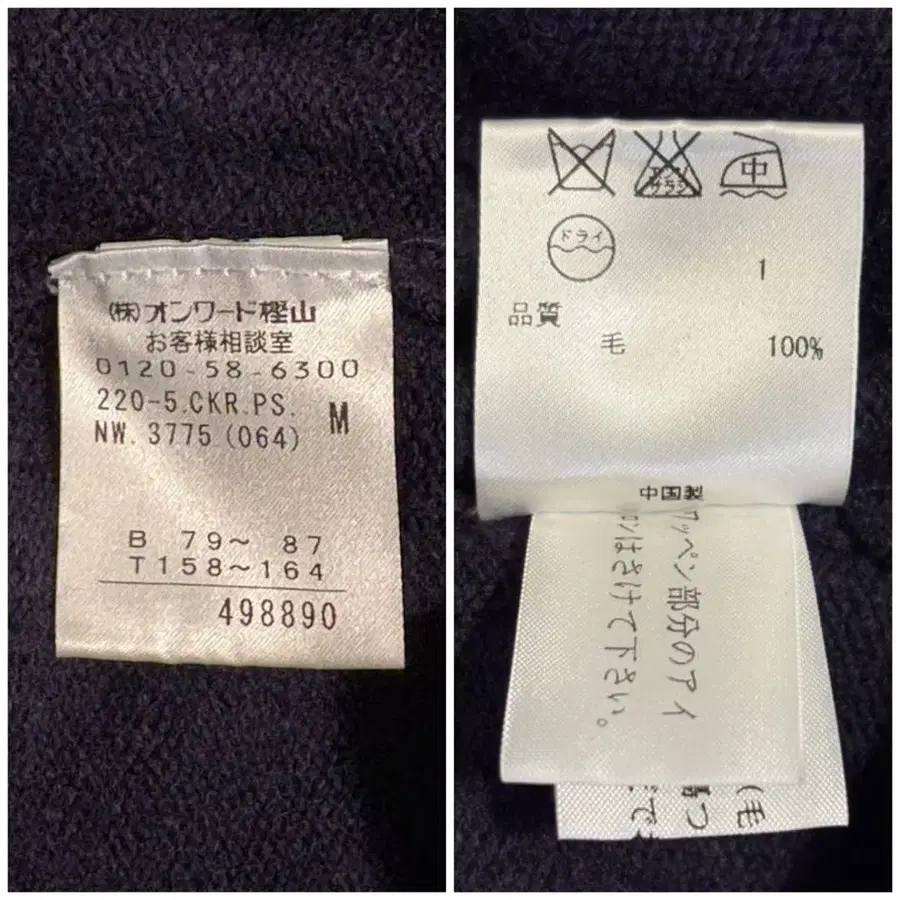 (株)オンワード樫山
お客様相談室
0120-58-6300
220-5.CKR.PS.
M
NW. 3775 (064)
B 79～ 87
T158～164
498890
中
ドライ
1
品質
毛 100%
中国製
ワッペン部分のアイ
ロンはさけて下さい。
(毛